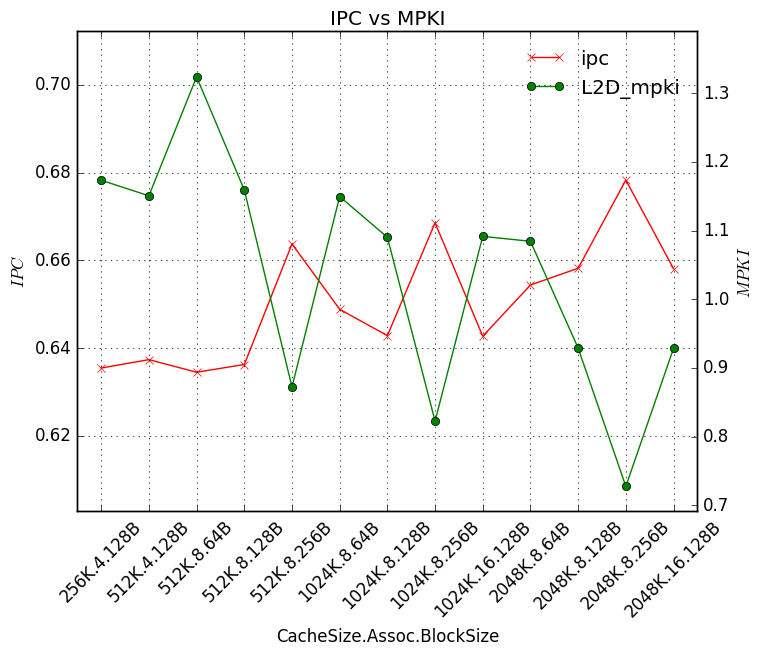 IPC vs MPKI
ipc
L2D_mpki
0.70
0.68
0.66
0.64
0.62
IPC
1.3
1.2
1.1
1.0
0.9
0.8
0.7
MPKI
256K.4.128B
512K.4.128B
512K.8.64B
512K.8.128B
512K.8.256B
1024K.8.64B
1024K.8.128B
1024K.8.256B
1024K.16.128B
2048K.8.64B
2048K.8.128B
2048K.8.256B
2048K.16.128B
CacheSize.Assoc.BlockSize